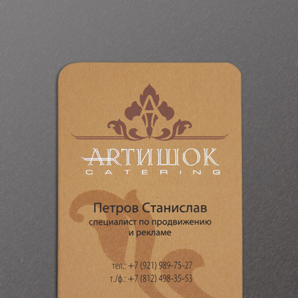 АРТИШОК
CATERING
Петров Станислав
специалист по продвижению
и рекламе
тел.: +7 (921) 989-75-27
т./ф.: +7 (812) 498-35-53